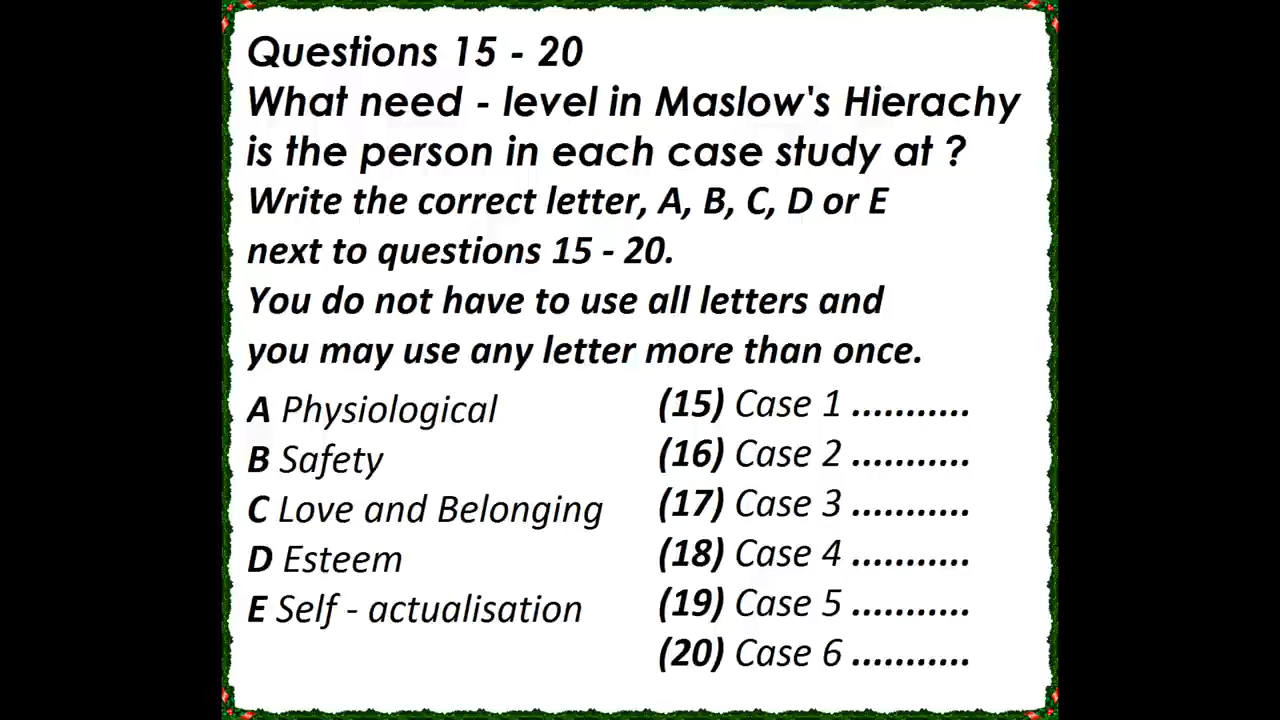 Questions 15 - 20
What need - level in Maslow's Hierachy
is the person in each case study at ?
Write the correct letter, A, B, C, D or E
next to questions 15 - 20.
You do not have to use all letters and
you may use any letter more than once.
A Physiological
B Safety
C Love and Belonging
D Esteem
E Self - actualisation
(15) Case 1 ...........
(16) Case 2 ...........
(17) Case 3 ...........
(18) Case 4 ...........
(19) Case 5 ...........
(20) Case 6 ...........